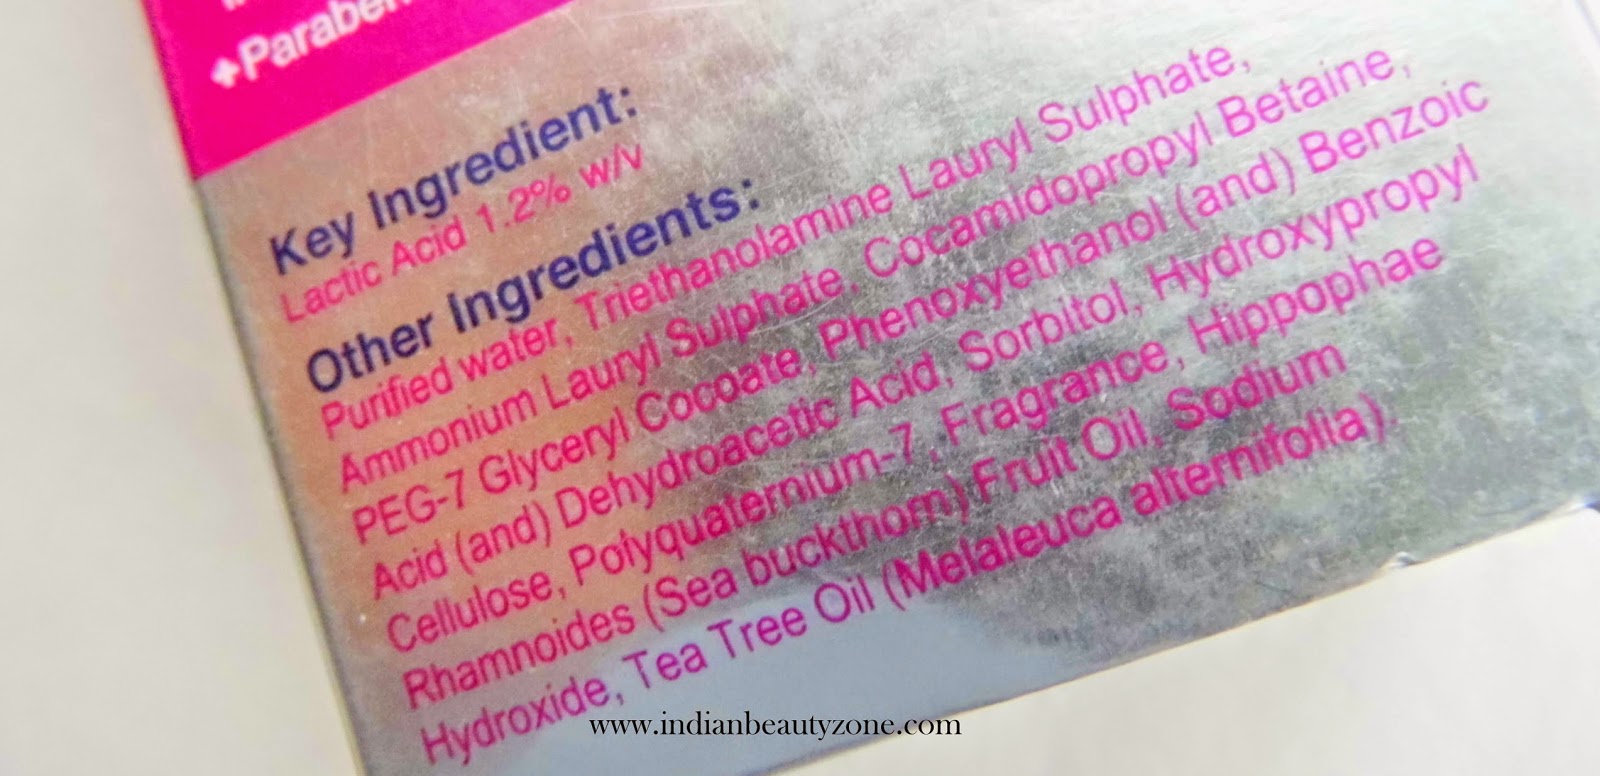 ✦Paraben
Key Ingredient:
Lactic Acid 1.2% w/v
Other Ingredients:
Purified water, Triethanolamine Lauryl Sulphate,
Ammonium Lauryl Sulphate, Cocamidopropyl Betaine,
PEG-7 Glyceryl Cocoate, Phenoxyethanol (and) Benzoic
Acid (and) Dehydroacetic Acid, Sorbitol, Hydroxypropyl
Cellulose, Polyquaternium-7, Fragrance, Hippophae
Rhamnoides (Sea buckthorn) Fruit Oil, Sodium
Hydroxide, Tea Tree Oil (Melaleuca alternifolia).
www.indianbeautyzone.com